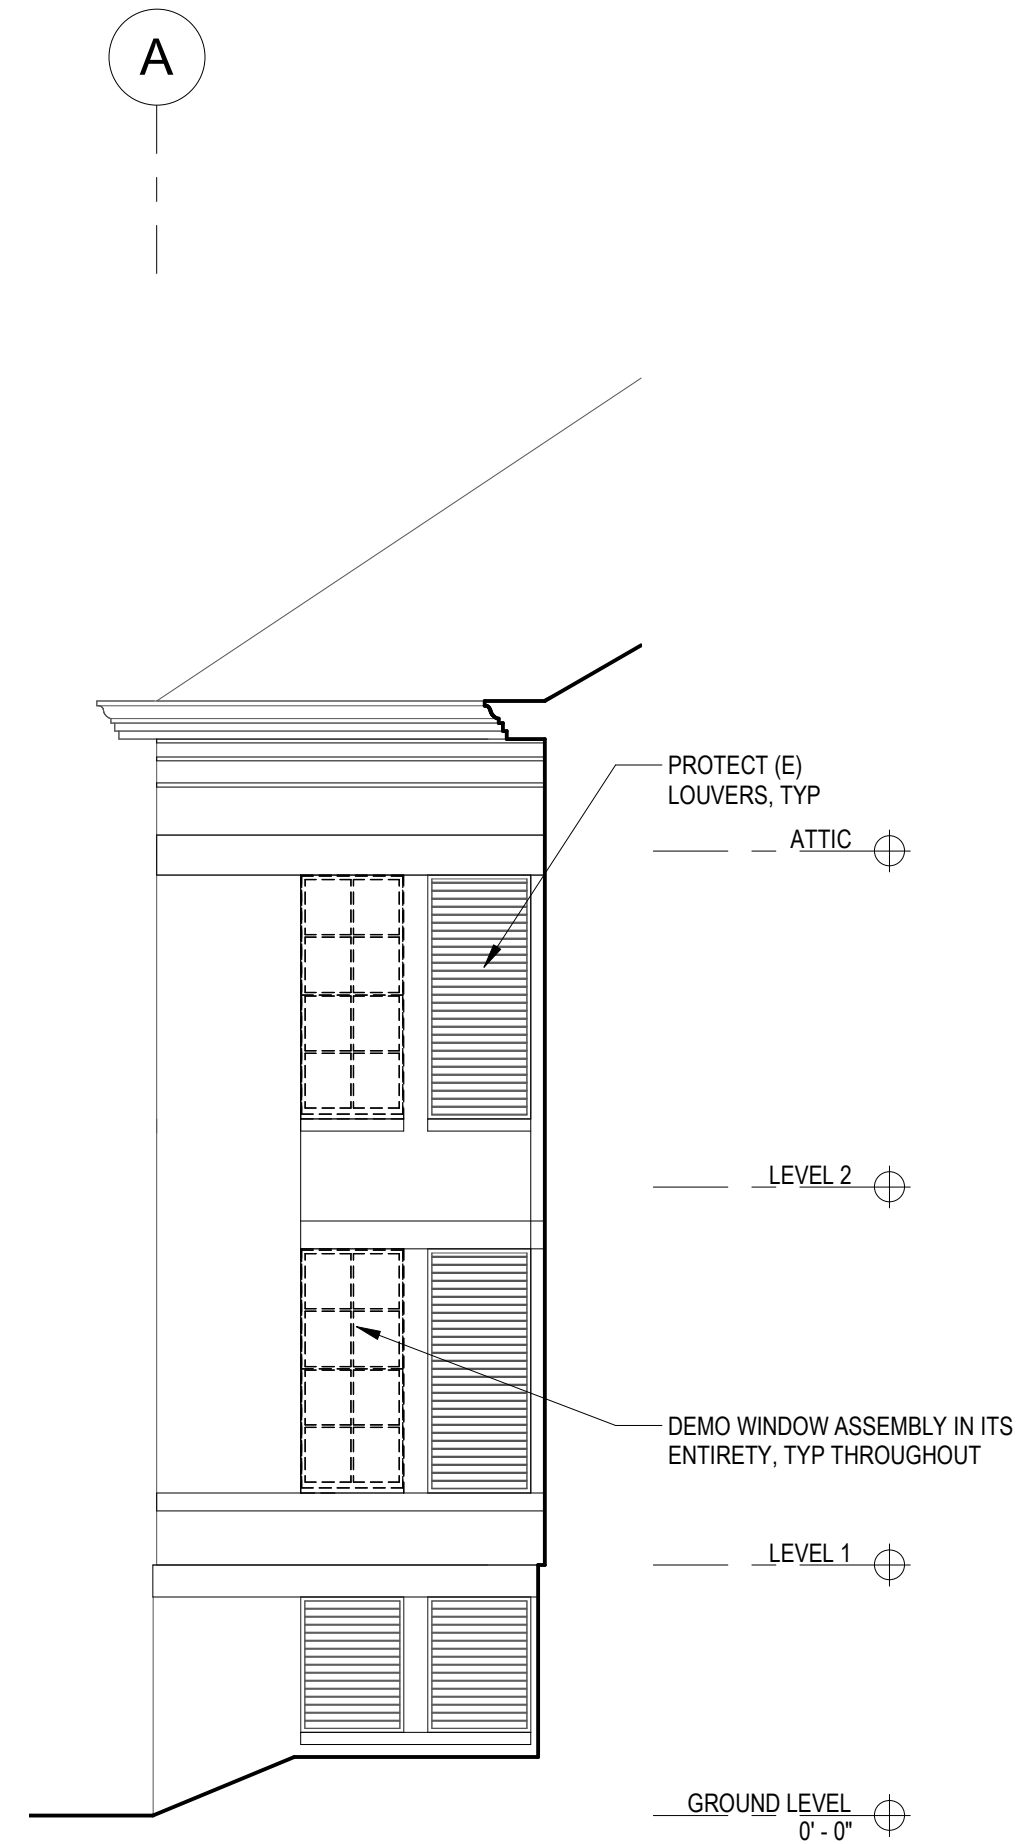 A
PROTECT (E)
LOUVERS, TYP
ATTIC
LEVEL 2
DEMO WINDOW ASSEMBLY IN ITS
ENTIRETY, TYP THROUGHOUT
LEVEL 1
GROUND LEVEL
0' - 0"